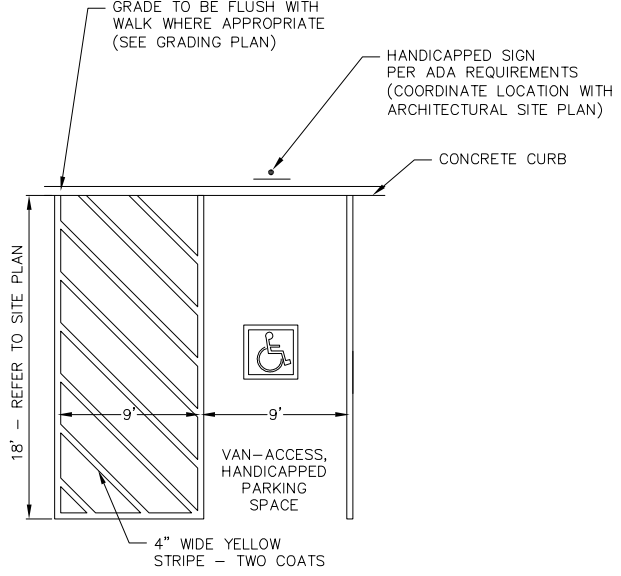 GRADE TO BE FLUSH WITH
WALK WHERE APPROPRIATE
(SEE GRADING PLAN)
HANDICAPPED SIGN
PER ADA REQUIREMENTS
(COORDINATE LOCATION WITH
ARCHITECTURAL SITE PLAN)
CONCRETE CURB
18' – REFER TO SITE PLAN
9'
9'
VAN–ACCESS,
HANDICAPPED
PARKING
SPACE
4" WIDE YELLOW
STRIPE – TWO COATS